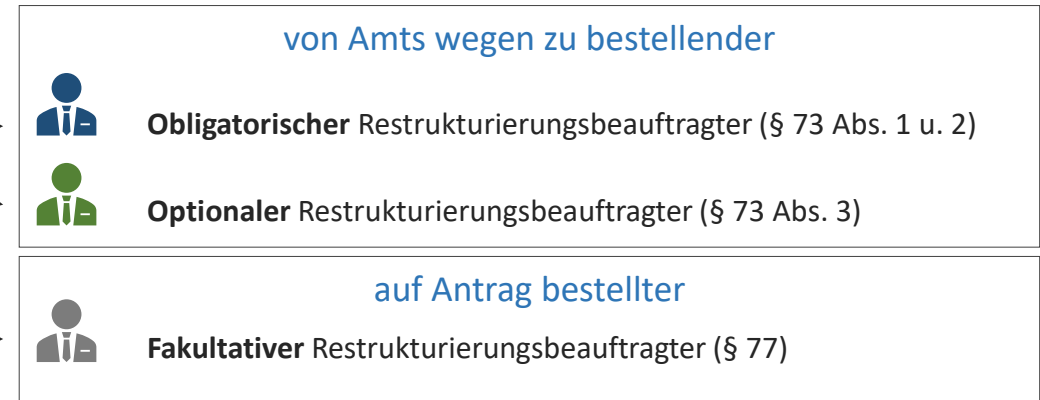 von Amts wegen zu bestellender
Obligatorischer Restrukturierungsbeauftragter (§ 73 Abs. 1 u. 2)
Optionaler Restrukturierungsbeauftragter (§ 73 Abs. 3)
auf Antrag bestellter
Fakultativer Restrukturierungsbeauftragter (§ 77)